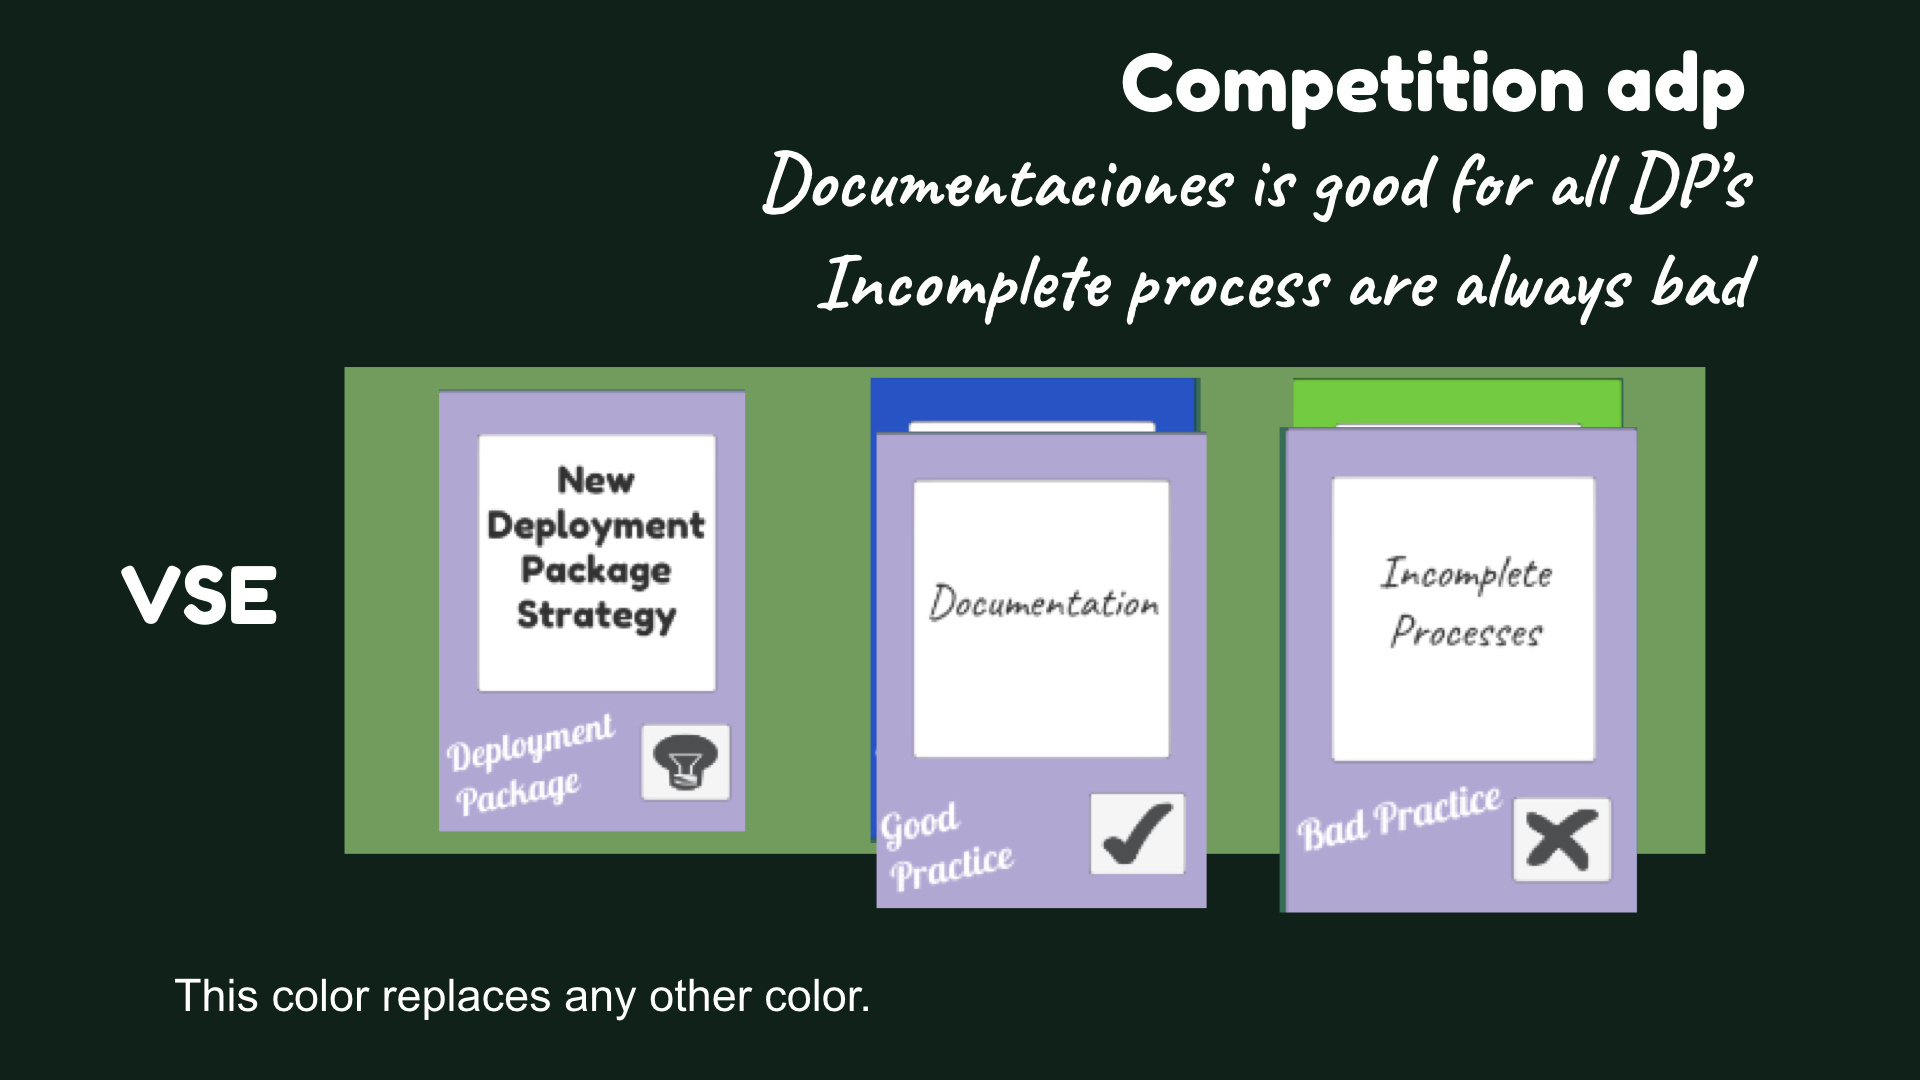 Competition adp
Documentaciones is good for all DP's
Incomplete process are always bad
VSE
New
Deployment
Package
Strategy
Deployment
Package
Documentation
Good
Practice
Incomplete
Processes
Bad Practice
This color replaces any other color.